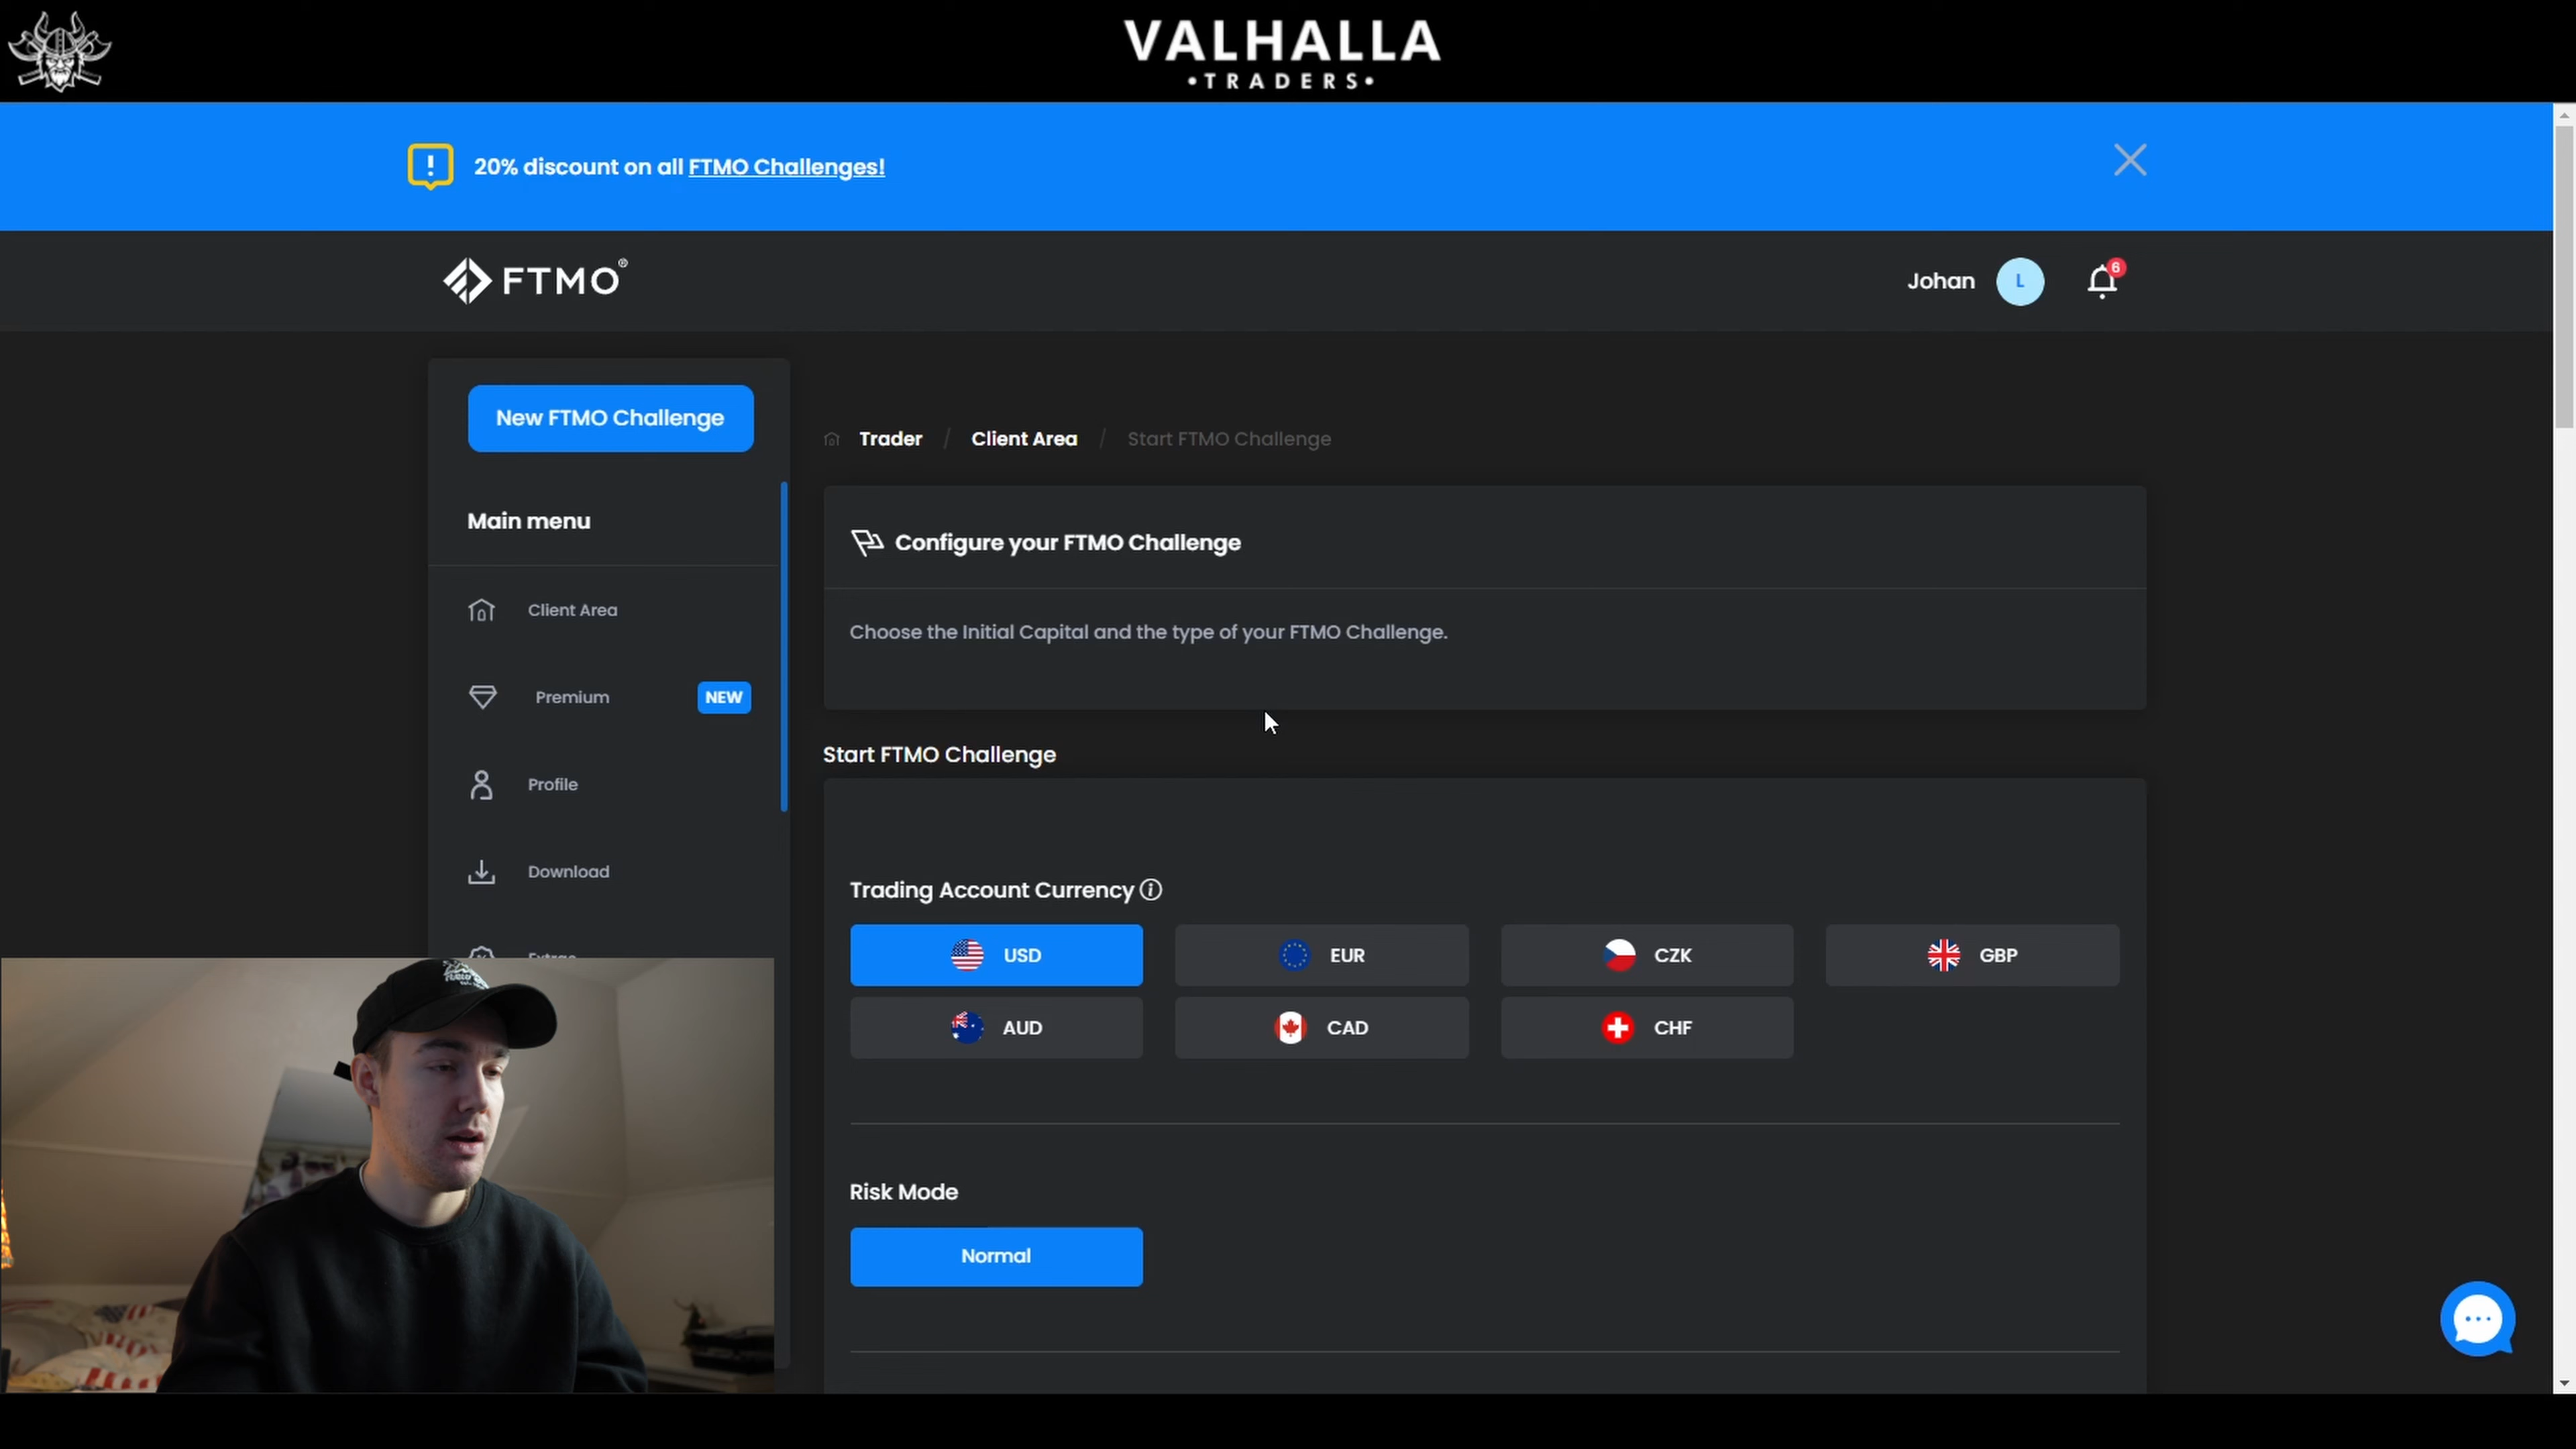 VALHALLA
•TRADERS•
20% discount on all FTMO Challenges!
FTMO®
Johan
L
6
New FTMO Challenge
Main menu
Client Area
Premium
NEW
Profile
Download
Extras
Trader / Client Area / Start FTMO Challenge
Configure your FTMO Challenge
Choose the Initial Capital and the type of your FTMO Challenge.
Start FTMO Challenge
Trading Account Currency
USD
EUR
CZK
GBP
AUD
CAD
CHF
Risk Mode
Normal